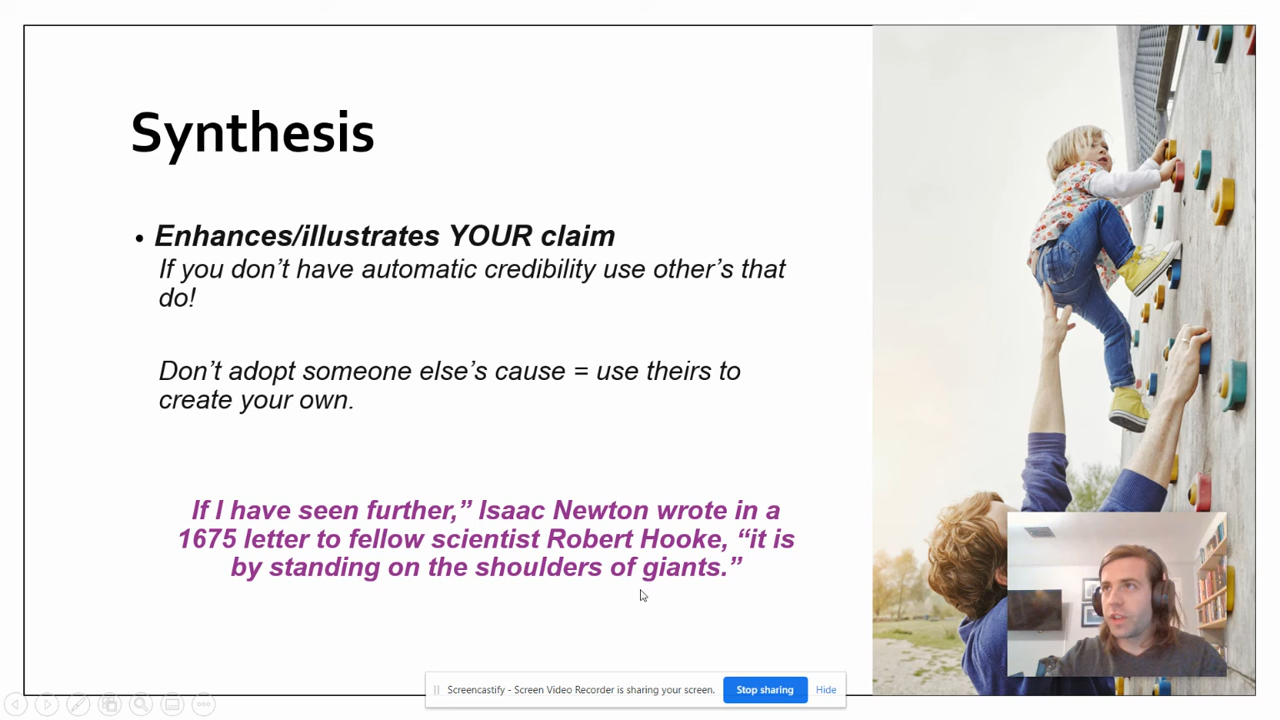 Synthesis
• Enhances/illustrates YOUR claim
If you don’t have automatic credibility use other’s that
do!
Don’t adopt someone else’s cause = use theirs to
create your own.
If I have seen further,” Isaac Newton wrote in a
1675 letter to fellow scientist Robert Hooke, “it is
by standing on the shoulders of giants.”
Screencastify - Screen Video Recorder is sharing your screen.
Stop sharing
Hide